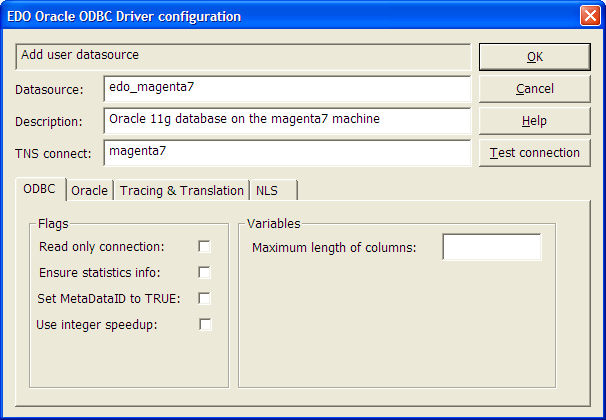 EDO Oracle ODBC Driver configuration
Add user datasource
OK
Datasource: edo_magenta7
Cancel
Description: Oracle 11g database on the magenta7 machine
Help
TNS connect: magenta7
Test connection
ODBC Oracle Tracing & Translation NLS
Flags
Read only connection:
Ensure statistics info:
Set MetaDataID to TRUE:
Use integer speedup:
Variables
Maximum length of columns: